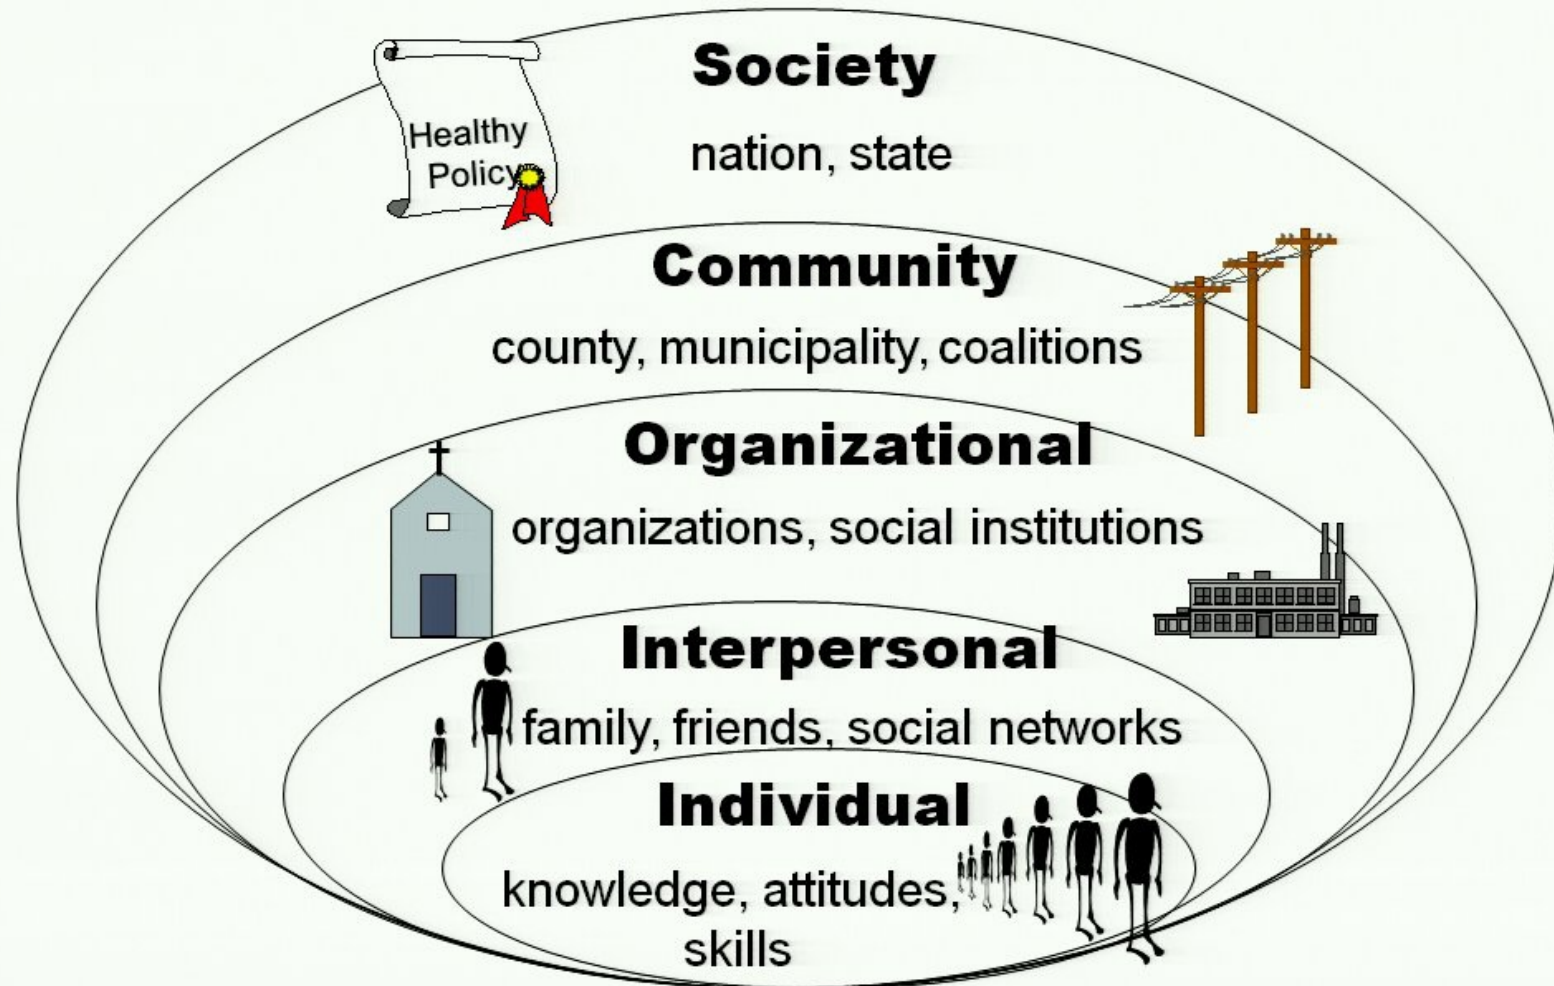 Society
Healthy
Policy
nation, state
Community
county, municipality, coalitions
Organizational
organizations, social institutions
Interpersonal
family, friends, social networks
Individual
knowledge, attitudes,
skills